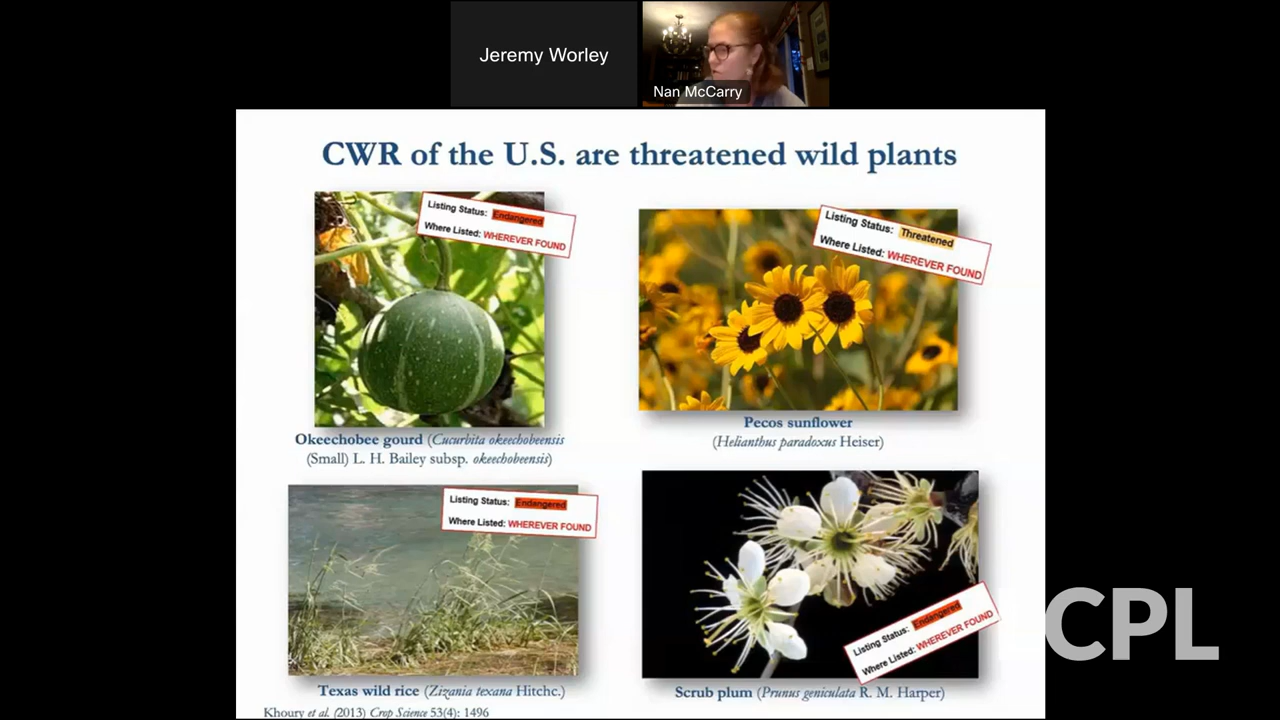 Jeremy Worley
Nan McCarry
CWR of the U.S. are threatened wild plants
Listing Status: Endangered
Where Listed: WHEREVER FOUND
Okeechobee gourd (Cucurbita okeechobeensis
(Small) L. H. Bailey subsp. okeechobeensis)
Listing Status: Threatened
Where Listed: WHEREVER FOUND
Pecos sunflower
(Helianthus paradoxus Heiser)
Listing Status: Endangered
Where Listed: WHEREVER FOUND
Texas wild rice (Zizania texana Hitchc.)
Listing Status: Endangered
Where Listed: WHEREVER FOUND
Scrub plum (Prunus geniculata R. M. Harper)
Khoury et al. (2013) Crop Science 53(4): 1496
CPL